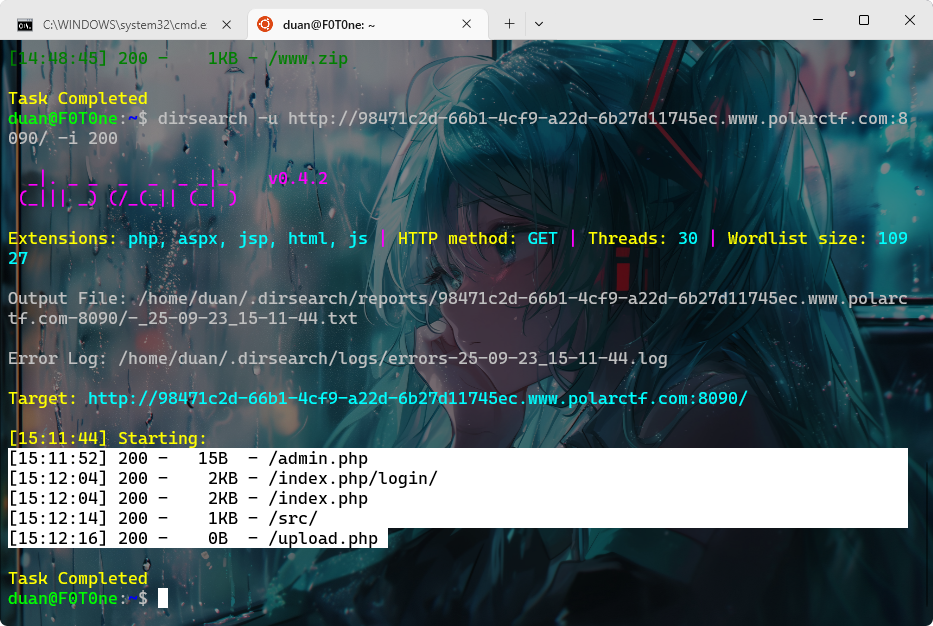 C:\WINDOWS\system32\cmd.e
duan@F0T0ne: ~
[14:48:45] 200 -    1KB - /www.zip
Task Completed
duan@F0T0ne:~$ dirsearch -u http://98471c2d-66b1-4cf9-a22d-6b27d11745ec.www.polarctf.com:8
090/ -i 200
  _|. _ _  _  _  _ _|_    v0.4.2
 (_||| _) (/_(_|| (_| )
Extensions: php, aspx, jsp, html, js | HTTP method: GET | Threads: 30 | Wordlist size: 109
27
Output File: /home/duan/.dirsearch/reports/98471c2d-66b1-4cf9-a22d-6b27d11745ec.www.polarc
tf.com-8090/-_25-09-23_15-11-44.txt
Error Log: /home/duan/.dirsearch/logs/errors-25-09-23_15-11-44.log
Target: http://98471c2d-66b1-4cf9-a22d-6b27d11745ec.www.polarctf.com:8090/
[15:11:44] Starting:
[15:11:52] 200 -   15B  - /admin.php
[15:12:04] 200 -    2KB - /index.php/login/
[15:12:04] 200 -    2KB - /index.php
[15:12:14] 200 -    1KB - /src/
[15:12:16] 200 -    0B  - /upload.php
Task Completed
duan@F0T0ne:~$